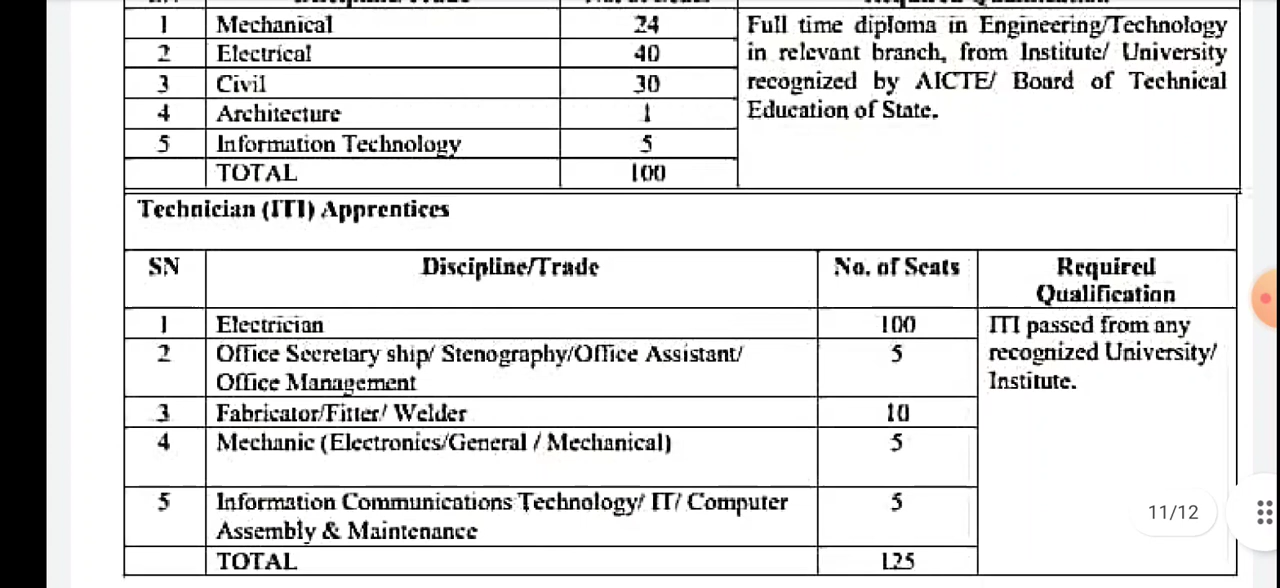 1 Mechanical 24 Full time diploma in Engineering/Technology
2 Electrical 40 in relevant branch, from Institute/ University
3 Civil 30 recognized by AICTE/ Board of Technical
4 Architecture 1 Education of State.
5 Information Technology 5
TOTAL 100
Technician (ITI) Apprentices
SN Discipline/Trade No. of Seats Required
Qualification
1 Electrician 100 ITI passed from any
2 Office Secretary ship/ Stenography/Office Assistant/ 5 recognized University/
Office Management Institute.
3 Fabricator/Fitter/ Welder 10
4 Mechanic (Electronics/General / Mechanical) 5
5 Information Communications Technology/ IT/ Computer 5
Assembly & Maintenance
TOTAL 125
11/12